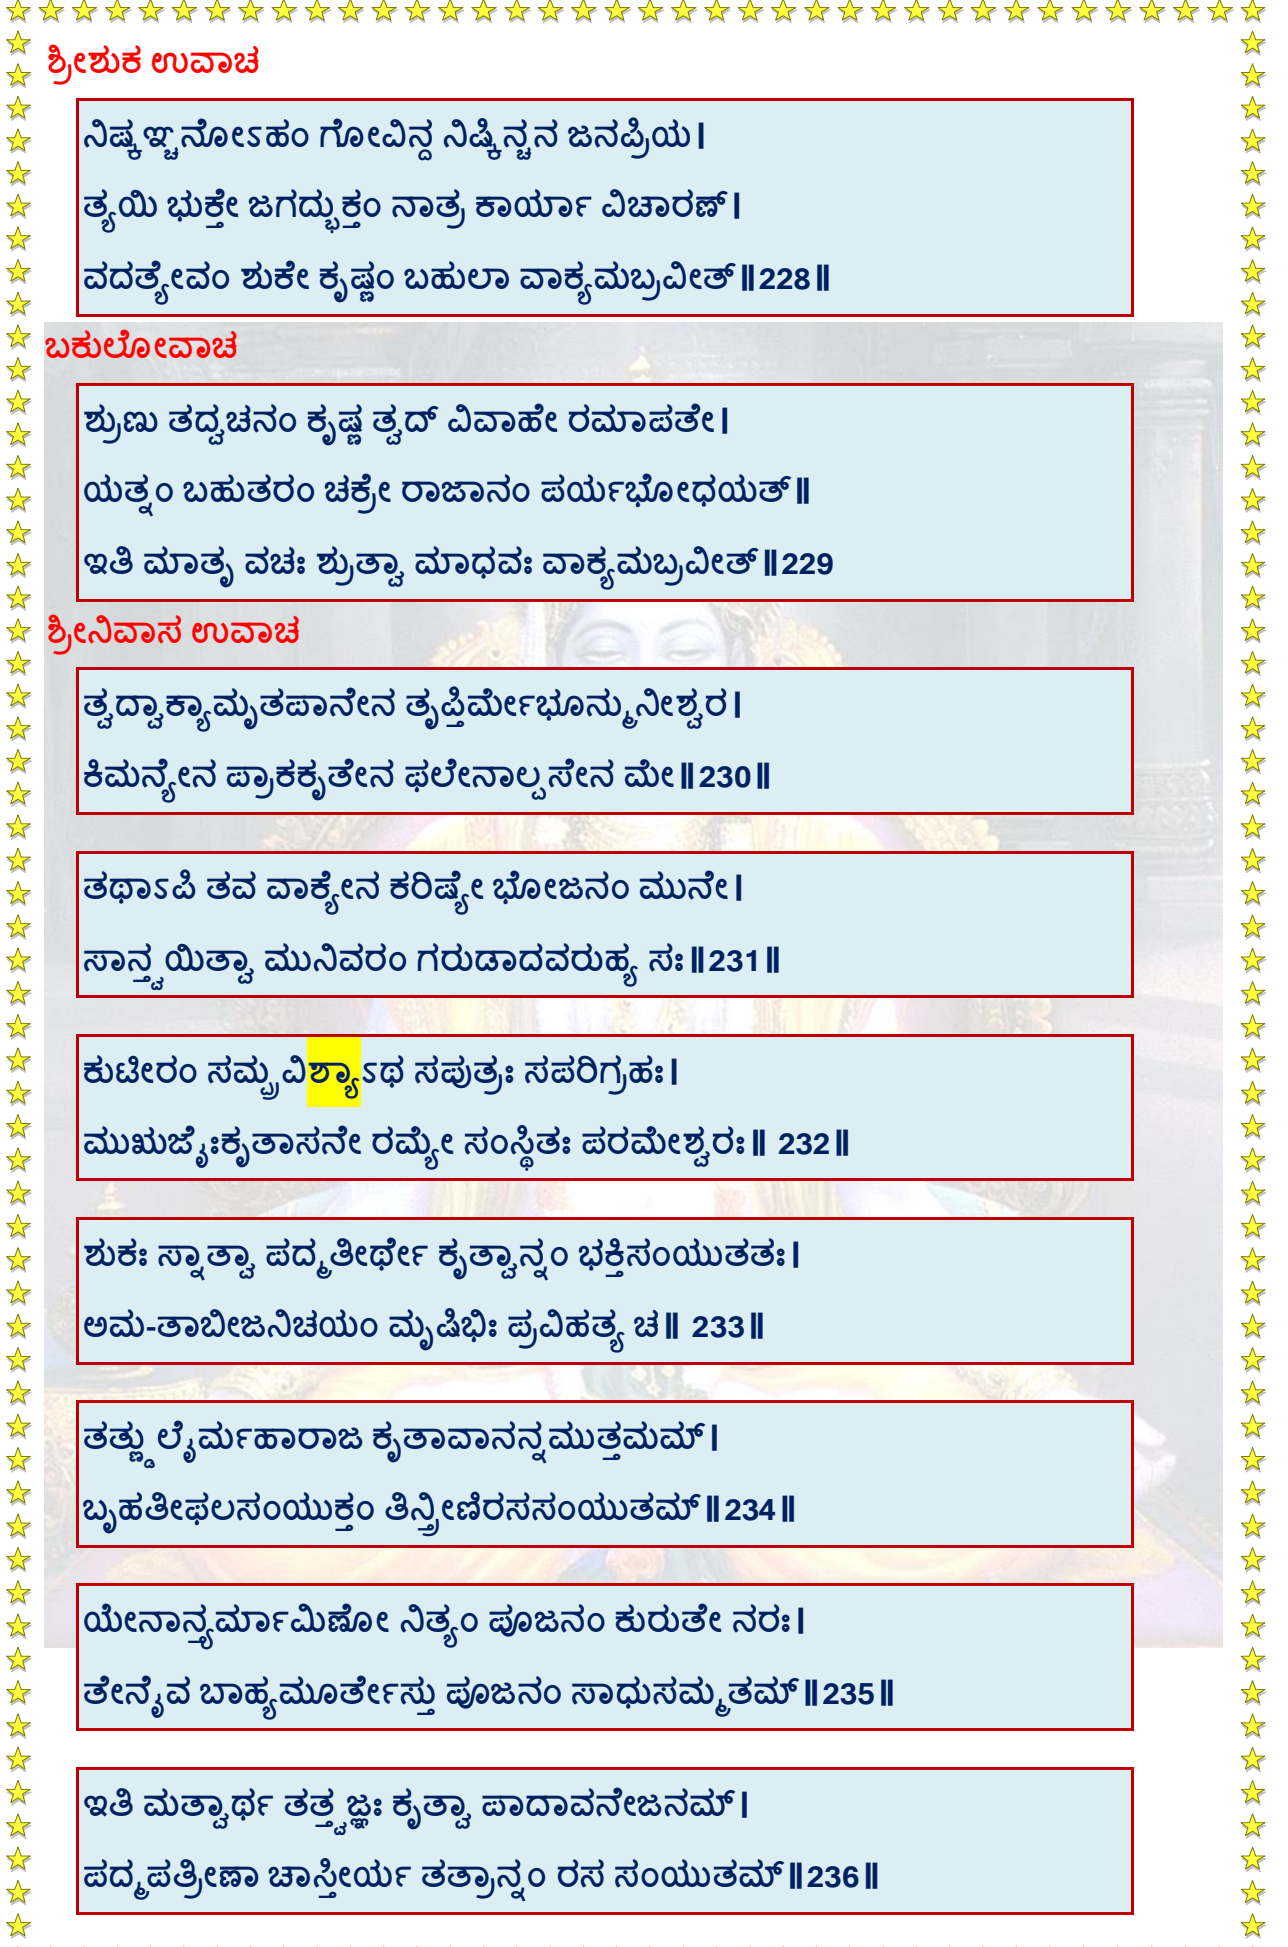 ಶ್ರೀಶುಕ ಉವಾಚ
ನಿಷ್ಕಞ್ಚನೋಽಹಂ ಗೋವಿನ್ದ ನಿಷ್ಕಿನ್ಚನ ಜನಪ್ರಿಯ।
ತ್ಯಯಿ ಭುಕ್ತೇ ಜಗದ್ಭುಕ್ತಂ ನಾತ್ರ ಕಾರ್ಯಾ ವಿಚಾರಣ್।
ವದತ್ಯೇವಂ ಶುಕೇ ಕೃಷ್ಣಂ ಬಹುಲಾ ವಾಕ್ಯಮಬ್ರವೀತ್॥228॥
ಬಕುಲೋವಾಚ
ಶ್ರುಣು ತದ್ವಚನಂ ಕೃಷ್ಣ ತ್ವದ್ ವಿವಾಹೇ ರಮಾಪತೇ।
ಯತ್ನಂ ಬಹುತರಂ ಚಕ್ರೇ ರಾಜಾನಂ ಪರ್ಯಭೋಧಯತ್॥
ಇತಿ ಮಾತೃ ವಚಃ ಶ್ರುತ್ವಾ ಮಾಧವಃ ವಾಕ್ಯಮಬ್ರವೀತ್॥229
ಶ್ರೀನಿವಾಸ ಉವಾಚ
ತ್ವದ್ವಾಕ್ಯಾಮೃತಪಾನೇನ ತೃಪ್ತಿರ್ಮೇಭೂನ್ಮುನೀಶ್ವರ।
ಕಿಮನ್ಯೇನ ಪ್ರಾಕಕೃತೇನ ಫಲೇನಾಲ್ಪಸೇನ ಮೇ॥230॥
ತಥಾಽಪಿ ತವ ವಾಕ್ಯೇನ ಕರಿಷ್ಯೇ ಭೋಜನಂ ಮುನೇ।
ಸಾನ್ತ್ವಯಿತ್ವಾ ಮುನಿವರಂ ಗರುಡಾದವರುಹ್ಯ ಸಃ॥231॥
ಕುಟೀರಂ ಸಮ್ಪ್ರವಿಶ್ಯಾಽಥ ಸಪುತ್ರಃ ಸಪರಿಗ್ರಹಃ।
ಮುಋಜೈಃಕೃತಾಸನೇ ರಮ್ಯೇ ಸಂಸ್ಥಿತಃ ಪರಮೇಶ್ವರಃ॥ 232॥
ಶುಕಃ ಸ್ನಾತ್ವಾ ಪದ್ಮತೀರ್ಥೇ ಕೃತ್ವಾನ್ನಂ ಭಕ್ತಿಸಂಯುತತಃ।
ಅಮ-ತಾಬೀಜನಿಚಯಂ ಮೃಷಿಭಿಃ ಪ್ರವಿಹತ್ಯ ಚ॥ 233॥
ತತ್ಣ್ಡುಲೈರ್ಮಹಾರಾಜ ಕೃತಾವಾನನ್ನಮುತ್ತಮಮ್।
ಬೃಹತೀಫಲಸಂಯುಕ್ತಂ ತಿನ್ತ್ರೀಣಿರಸಸಂಯುತಮ್॥234॥
ಯೇನಾನ್ತ್ಯರ್ಮಾಮಿಣೋ ನಿತ್ಯಂ ಪೂಜನಂ ಕುರುತೇ ನರಃ।
ತೇನೈವ ಬಾಹ್ಯಮೂರ್ತೇಸ್ತು ಪೂಜನಂ ಸಾಧುಸಮ್ಮತಮ್॥235॥
ಇತಿ ಮತ್ವಾರ್ಥ ತತ್ತ್ವಜ್ಞಃ ಕೃತ್ವಾ ಪಾದಾವನೇಜನಮ್।
ಪದ್ಮಪತ್ರೀಣಾ ಚಾಸ್ತೀರ್ಯ ತತ್ರಾನ್ನಂ ರಸ ಸಂಯುತಮ್॥236॥